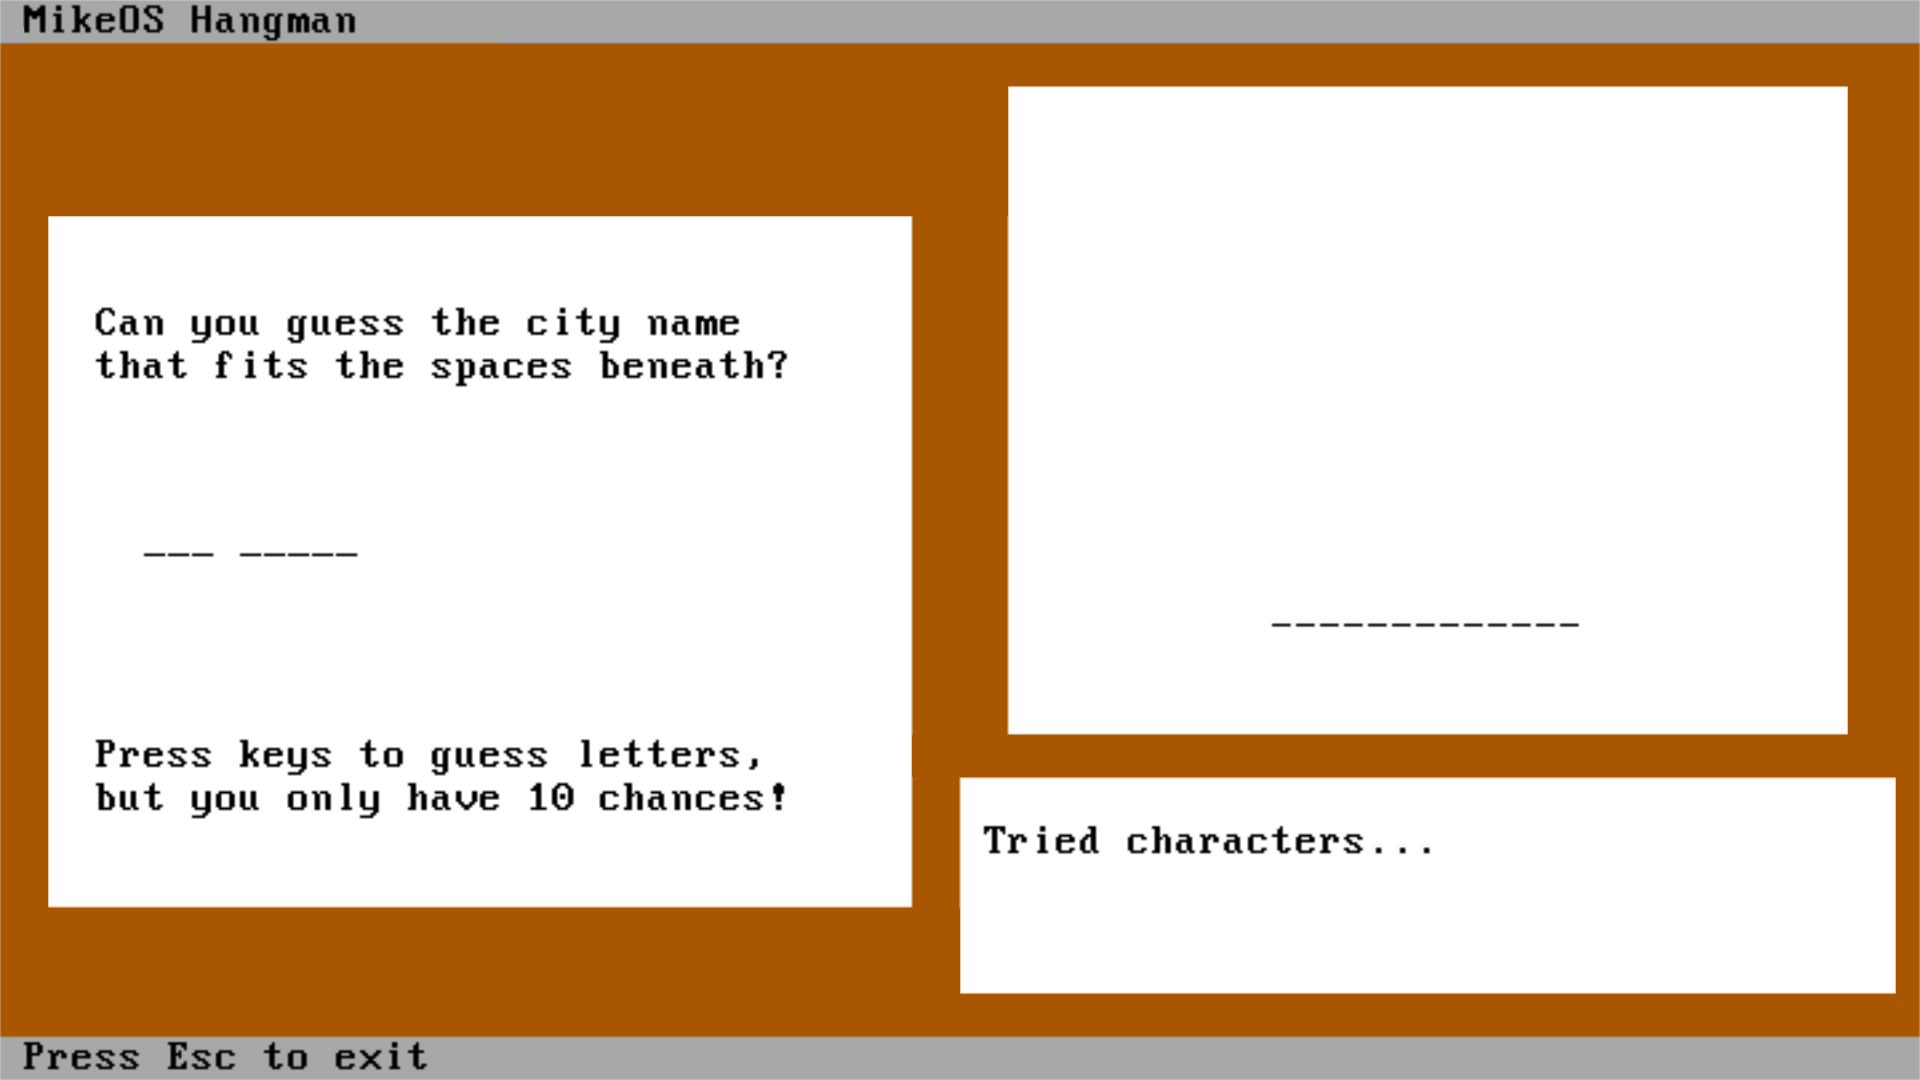 MikeOS Hangman
Can you guess the city name
that fits the spaces beneath?
___ _____
Press keys to guess letters,
but you only have 10 chances!
_____________
Tried characters...
Press Esc to exit